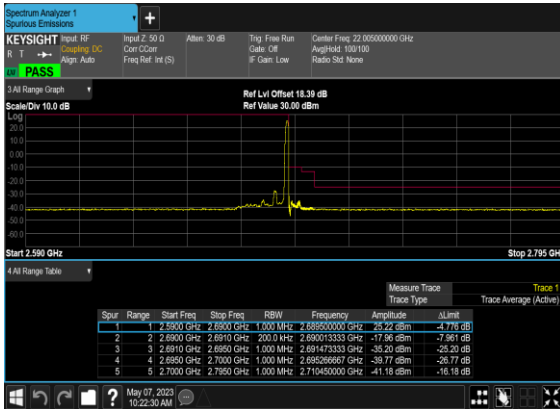 Spectrum Analyzer 1
Spurious Emissions
+
KEYSIGHT Input: RF Input Z: 50 Ω Atten: 30 dB Trig: Free Run Center Freq: 22.005000000 GHz
R T Coupling: DC Corr CCorr Gate: Off Avg|Hold: 100/100
Align: Auto Freq Ref: Int (S) IF Gain: Low Radio Std: None
PASS
3 All Range Graph
Ref Lvl Offset 18.39 dB
Scale/Div 10.0 dB Ref Value 30.00 dBm
Log
20.0
10.0
0.00
-10.0
-20.0
-30.0
-40.0
-50.0
-60.0
Start 2.590 GHz Stop 2.795 GH
4 All Range Table
Measure Trace Trace 1
Trace Type Trace Average (Active)
Spur Range Start Freq Stop Freq RBW Frequency Amplitude ΔLimit
1 1 2.5900 GHz 2.6900 GHz 1.000 MHz 2.689500000 GHz 25.22 dBm -4.776 dB
2 2 2.6900 GHz 2.6910 GHz 200.0 kHz 2.690013333 GHz -17.96 dBm -7.961 dB
3 3 2.6910 GHz 2.6950 GHz 1.000 MHz 2.691473333 GHz -35.20 dBm -25.20 dB
4 4 2.6950 GHz 2.7000 GHz 1.000 MHz 2.695266667 GHz -39.77 dBm -26.77 dB
5 5 2.7000 GHz 2.7950 GHz 1.000 MHz 2.710450000 GHz -41.18 dBm -16.18 dB
? May 07, 2023
10:22:30 AM